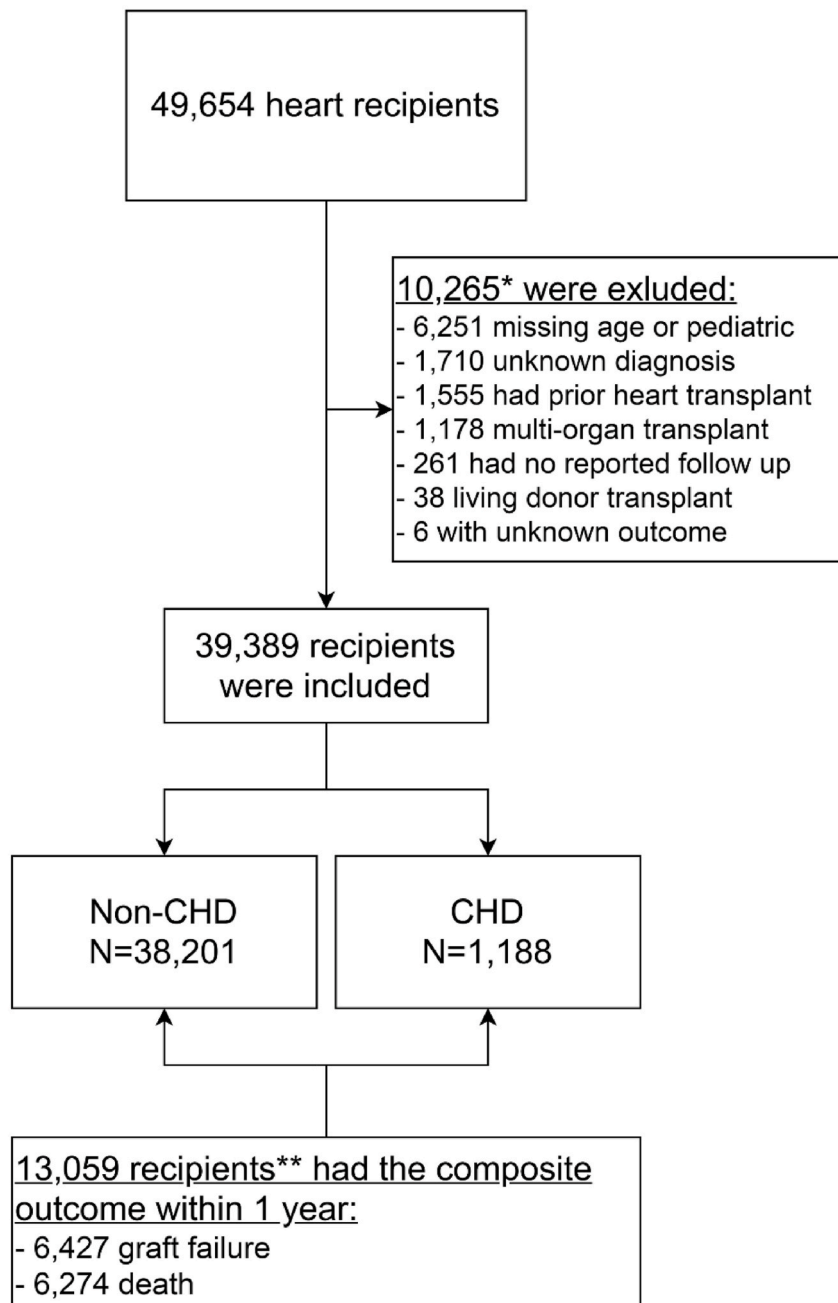 49,654 heart recipients
10,265* were exluded:
- 6,251 missing age or pediatric
- 1,710 unknown diagnosis
- 1,555 had prior heart transplant
- 1,178 multi-organ transplant
- 261 had no reported follow up
- 38 living donor transplant
- 6 with unknown outcome
39,389 recipients
were included
Non-CHD
N=38,201
CHD
N=1,188
13,059 recipients** had the composite
outcome within 1 year:
- 6,427 graft failure
- 6,274 death